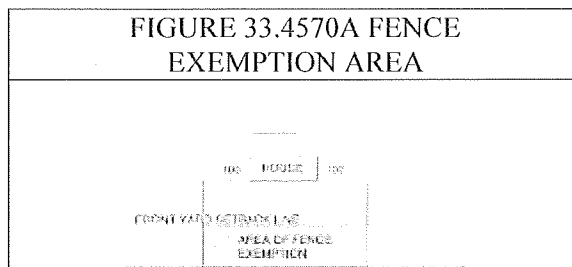 FIGURE 33.4570A FENCE
EXEMPTION AREA
HOUSE
FRONT YARD SETBACK LINE
AREA OF FENCE
EXEMPTION